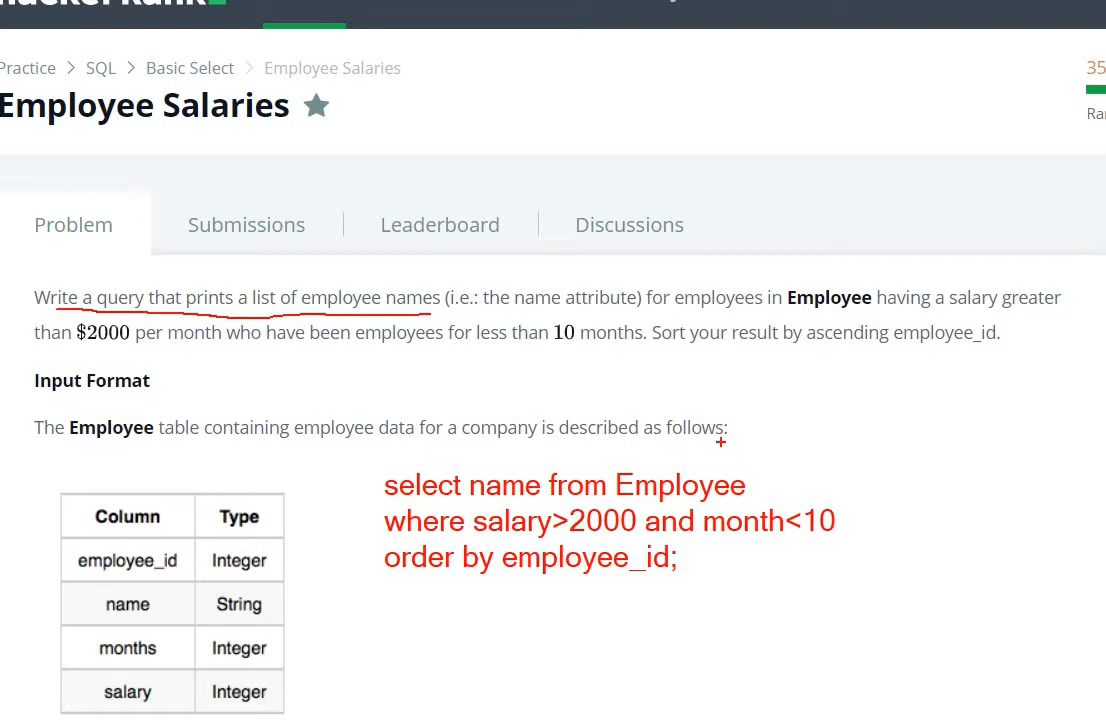 Practice > SQL > Basic Select > Employee Salaries
35
Employee Salaries
Problem
Submissions
Leaderboard
Discussions
Write a query that prints a list of employee names (i.e.: the name attribute) for employees in Employee having a salary greater
than $2000 per month who have been employees for less than 10 months. Sort your result by ascending employee_id.
Input Format
The Employee table containing employee data for a company is described as follows:
select name from Employee
where salary>2000 and month<10
order by employee_id;
Column Type
employee_id Integer
name String
months Integer
salary Integer